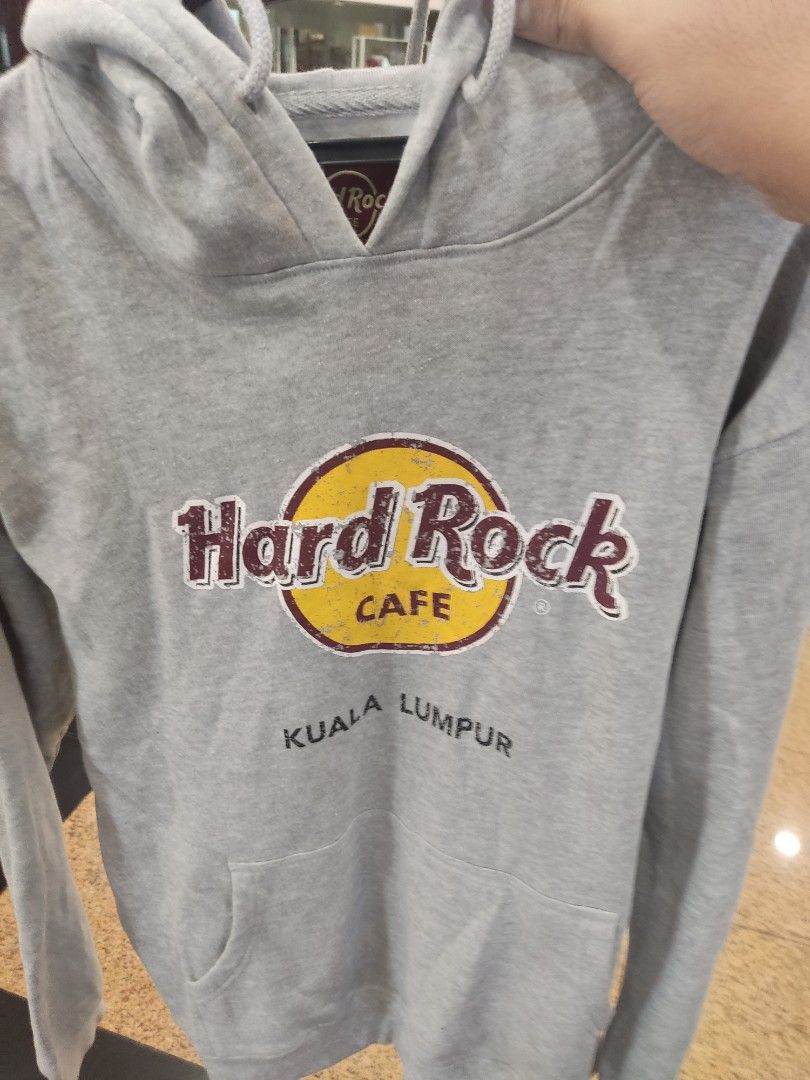 Hard Rock
CAFE
®
KUALA LUMPUR